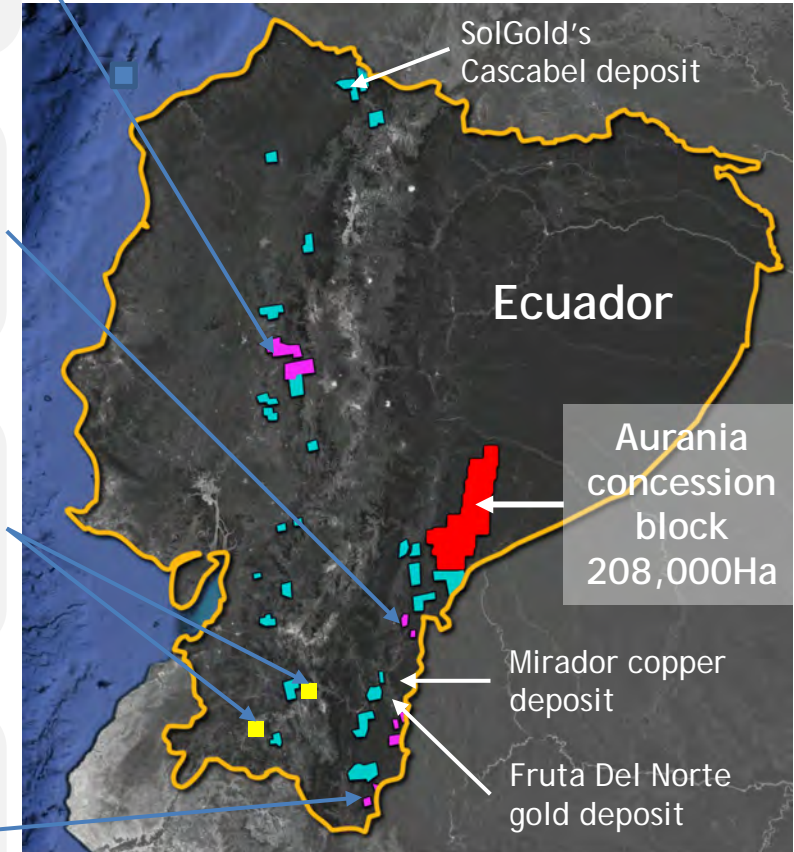 SolGold's
Cascabel deposit
Ecuador
Aurania
concession
block
208,000Ha
Mirador copper
deposit
Fruta Del Norte
gold deposit